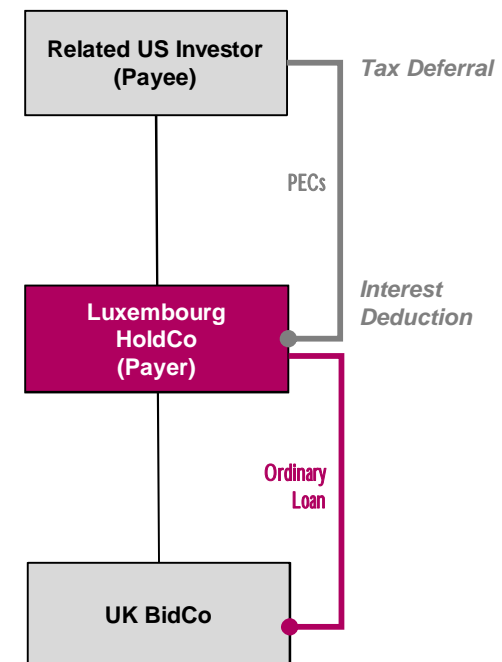 Related US Investor
(Payee)
Tax Deferral
PECs
Interest
Deduction
Luxembourg
HoldCo
(Payer)
Ordinary
Loan
UK BidCo